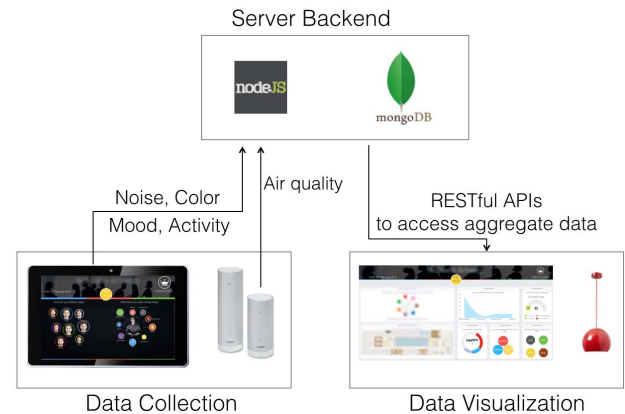 Server Backend
nodeJS
mongoDB
Noise, Color
Mood, Activity
Air quality
RESTful APIs
to access aggregate data
HAPPY
Data Collection
Data Visualization